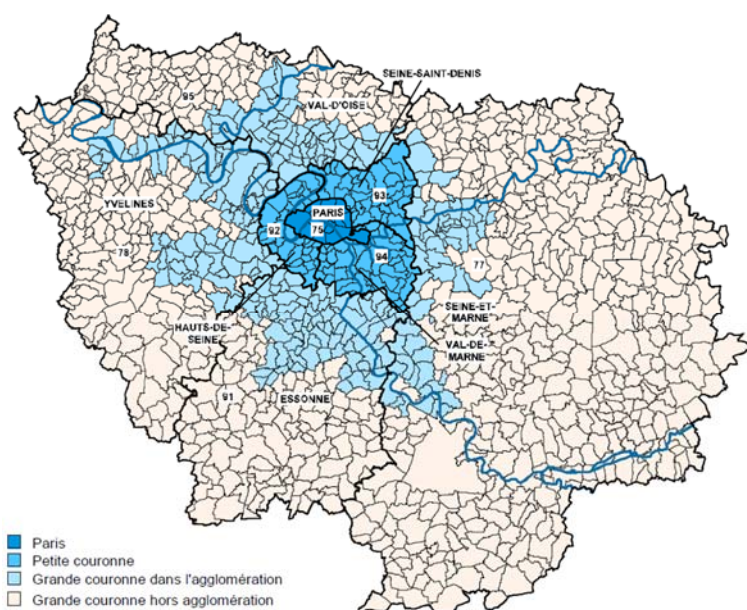 SEINE-SAINT-DENIS
95
VAL-D'OISE
93
YVELINES
PARIS
92
75
78
94
77
SEINE-ET-
MARNE
HAUTS-DE-
SEINE
VAL-DE-
MARNE
91
ESSONNE
Paris
Petite couronne
Grande couronne dans l'agglomération
Grande couronne hors agglomération